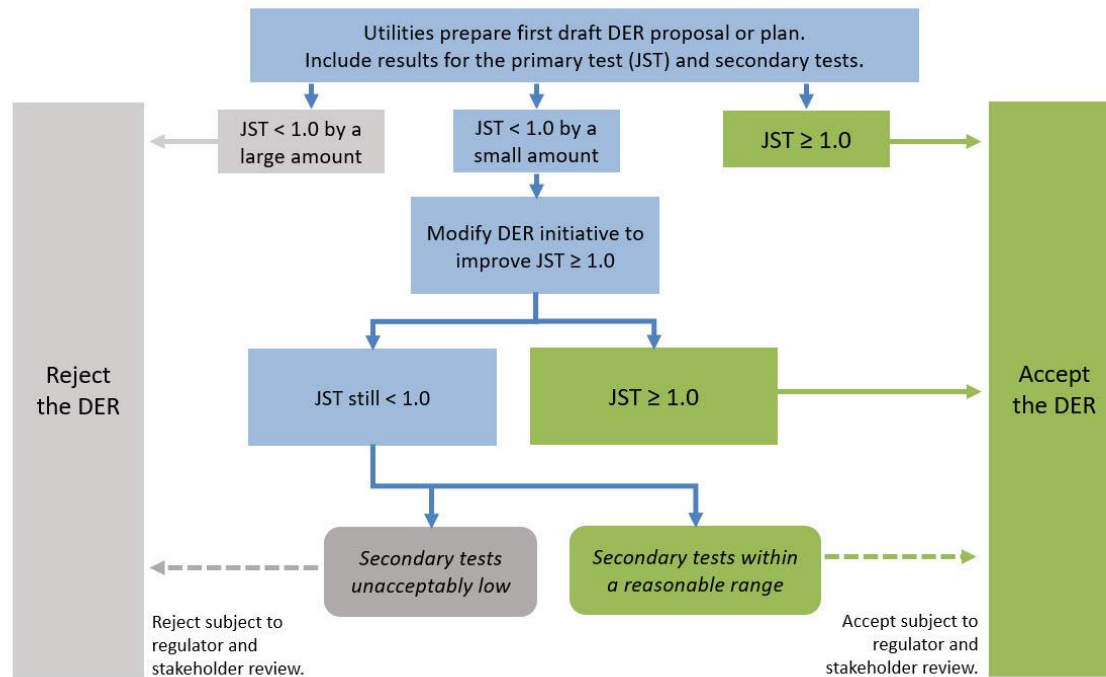 Utilities prepare first draft DER proposal or plan.
Include results for the primary test (JST) and secondary tests.
JST < 1.0 by a
large amount
JST < 1.0 by a
small amount
JST ≥ 1.0
Modify DER initiative to
improve JST ≥ 1.0
Reject
the DER
JST still < 1.0
JST ≥ 1.0
Accept
the DER
Secondary tests
unacceptably low
Secondary tests within
a reasonable range
Reject subject to
regulator and
stakeholder review.
Accept subject to
regulator and
stakeholder review.